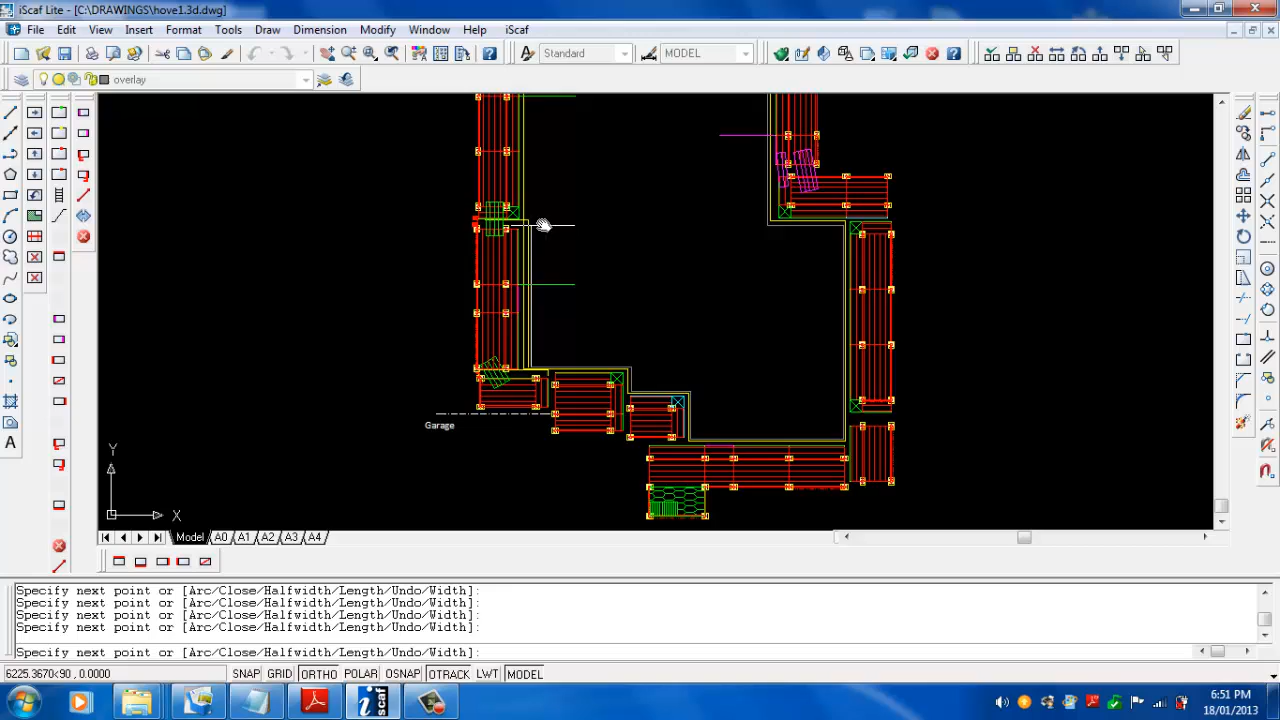 iScaf Lite - [C:\DRAWINGS\hove1.3d.dwg]
File Edit View Insert Format Tools Draw Dimension Modify Window Help iScaf
Standard MODEL
overlay
Garage
Y
X
Model A0 A1 A2 A3 A4
Specify next point or [Arc/Close/Halfwidth/Length/Undo/Width]:
Specify next point or [Arc/Close/Halfwidth/Length/Undo/Width]:
Specify next point or [Arc/Close/Halfwidth/Length/Undo/Width]:
Specify next point or [Arc/Close/Halfwidth/Length/Undo/Width]:
Specify next point or [Arc/Close/Halfwidth/Length/Undo/Width]:
6225.3670<90 , 0.0000 SNAP GRID ORTHO POLAR OSNAP OTRACK LWT MODEL
6:51 PM
18/01/2013